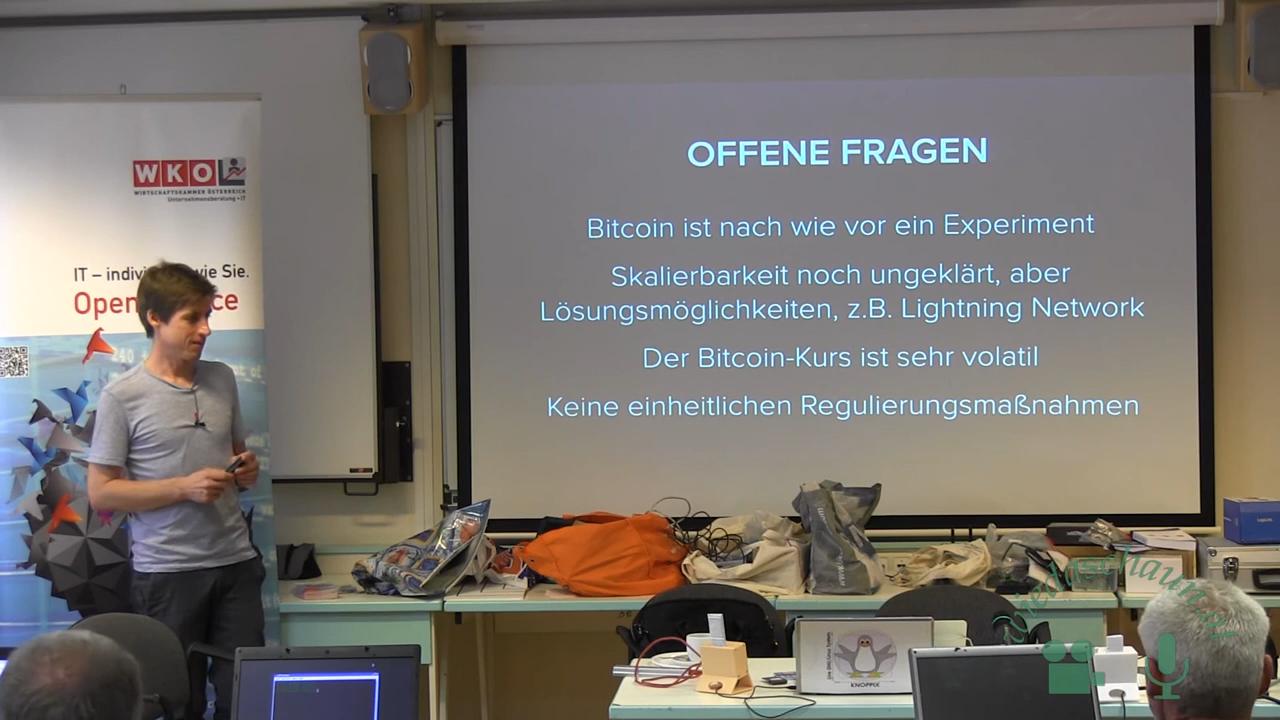 WKO
WIRTSCHAFTSKAMMER ÖSTERREICH
Unternehmensberatung + IT
IT – indivi wie Sie.
Open ce
OFFENE FRAGEN
Bitcoin ist nach wie vor ein Experiment
Skalierbarkeit noch ungeklärt, aber
Lösungsmöglichkeiten, z.B. Lightning Network
Der Bitcoin-Kurs ist sehr volatil
Keine einheitlichen Regulierungsmaßnahmen
KNOPPIX